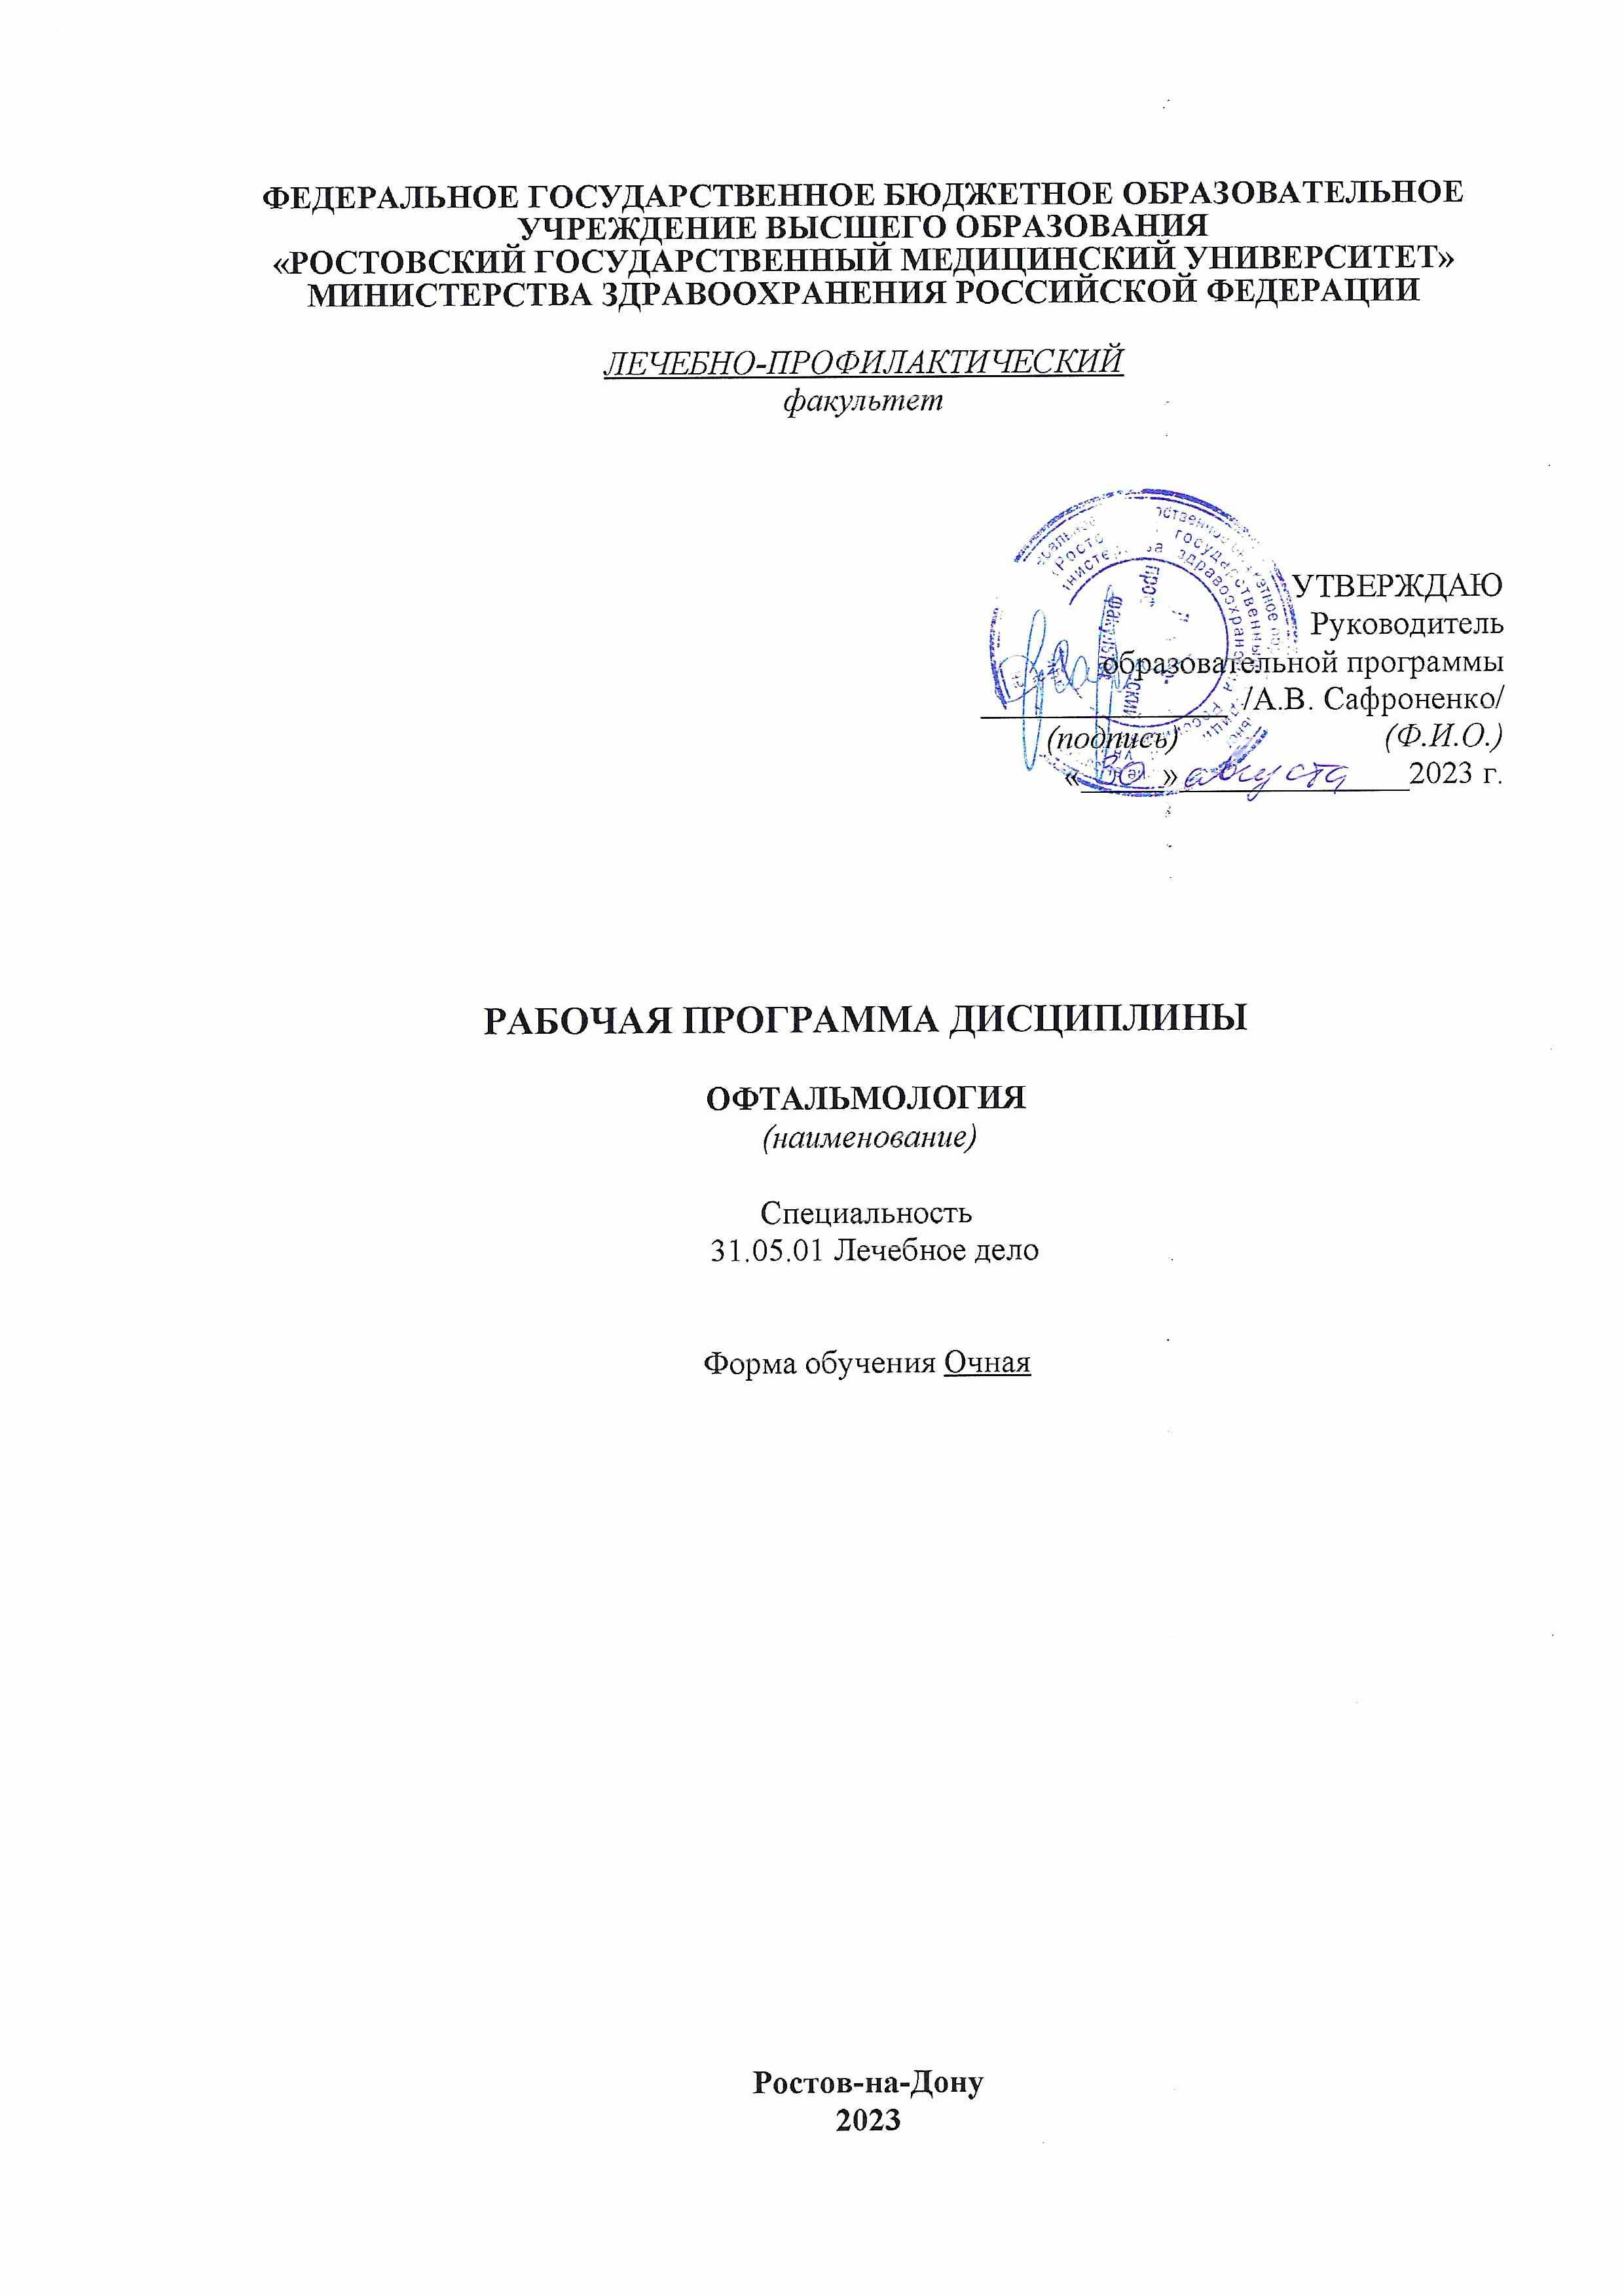 ФЕДЕРАЛЬНОЕ ГОСУДАРСТВЕННОЕ БЮДЖЕТНОЕ ОБРАЗОВАТЕЛЬНОЕ
УЧРЕЖДЕНИЕ ВЫСШЕГО ОБРАЗОВАНИЯ
«РОСТОВСКИЙ ГОСУДАРСТВЕННЫЙ МЕДИЦИНСКИЙ УНИВЕРСИТЕТ»
МИНИСТЕРСТВА ЗДРАВООХРАНЕНИЯ РОССИЙСКОЙ ФЕДЕРАЦИИ
ЛЕЧЕБНО-ПРОФИЛАКТИЧЕСКИЙ
факультет
УТВЕРЖДАЮ
Руководитель
образовательной программы
/А.В. Сафроненко/
(подпись) (Ф.И.О.)
«30» августа 2023 г.
РАБОЧАЯ ПРОГРАММА ДИСЦИПЛИНЫ
ОФТАЛЬМОЛОГИЯ
(наименование)
Специальность
31.05.01 Лечебное дело
Форма обучения Очная
Ростов-на-Дону
2023